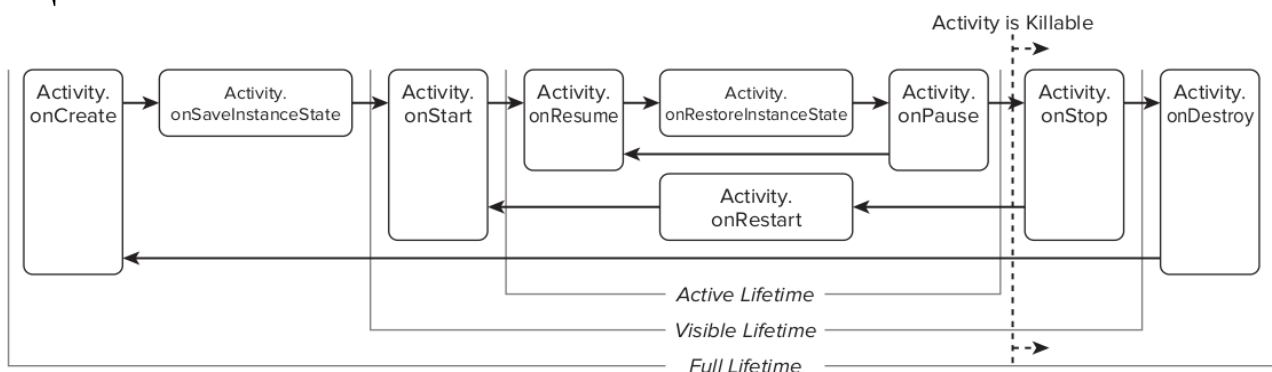 Activity is Killable
Activity.
onCreate
Activity.
onSaveInstanceState
Activity.
onStart
Activity.
onResume
Activity.
onRestoreInstanceState
Activity.
onPause
Activity.
onStop
Activity.
onDestroy
Activity.
onRestart
Active Lifetime
Visible Lifetime
Full Lifetime